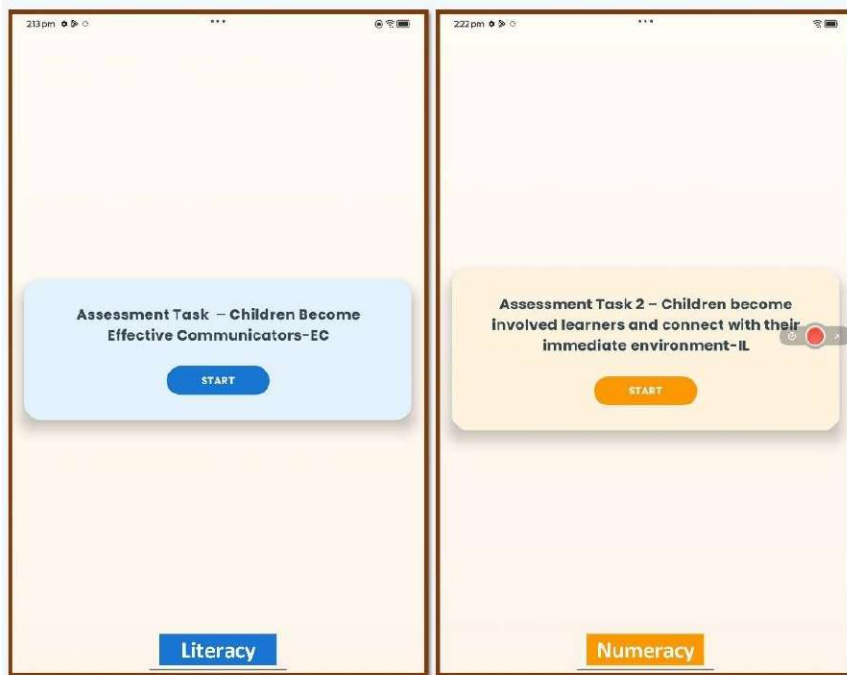 213pm
Assessment Task – Children Become
Effective Communicators-EC
START
Literacy
222pm
Assessment Task 2 – Children become
involved learners and connect with their
immediate environment-IL
START
Numeracy